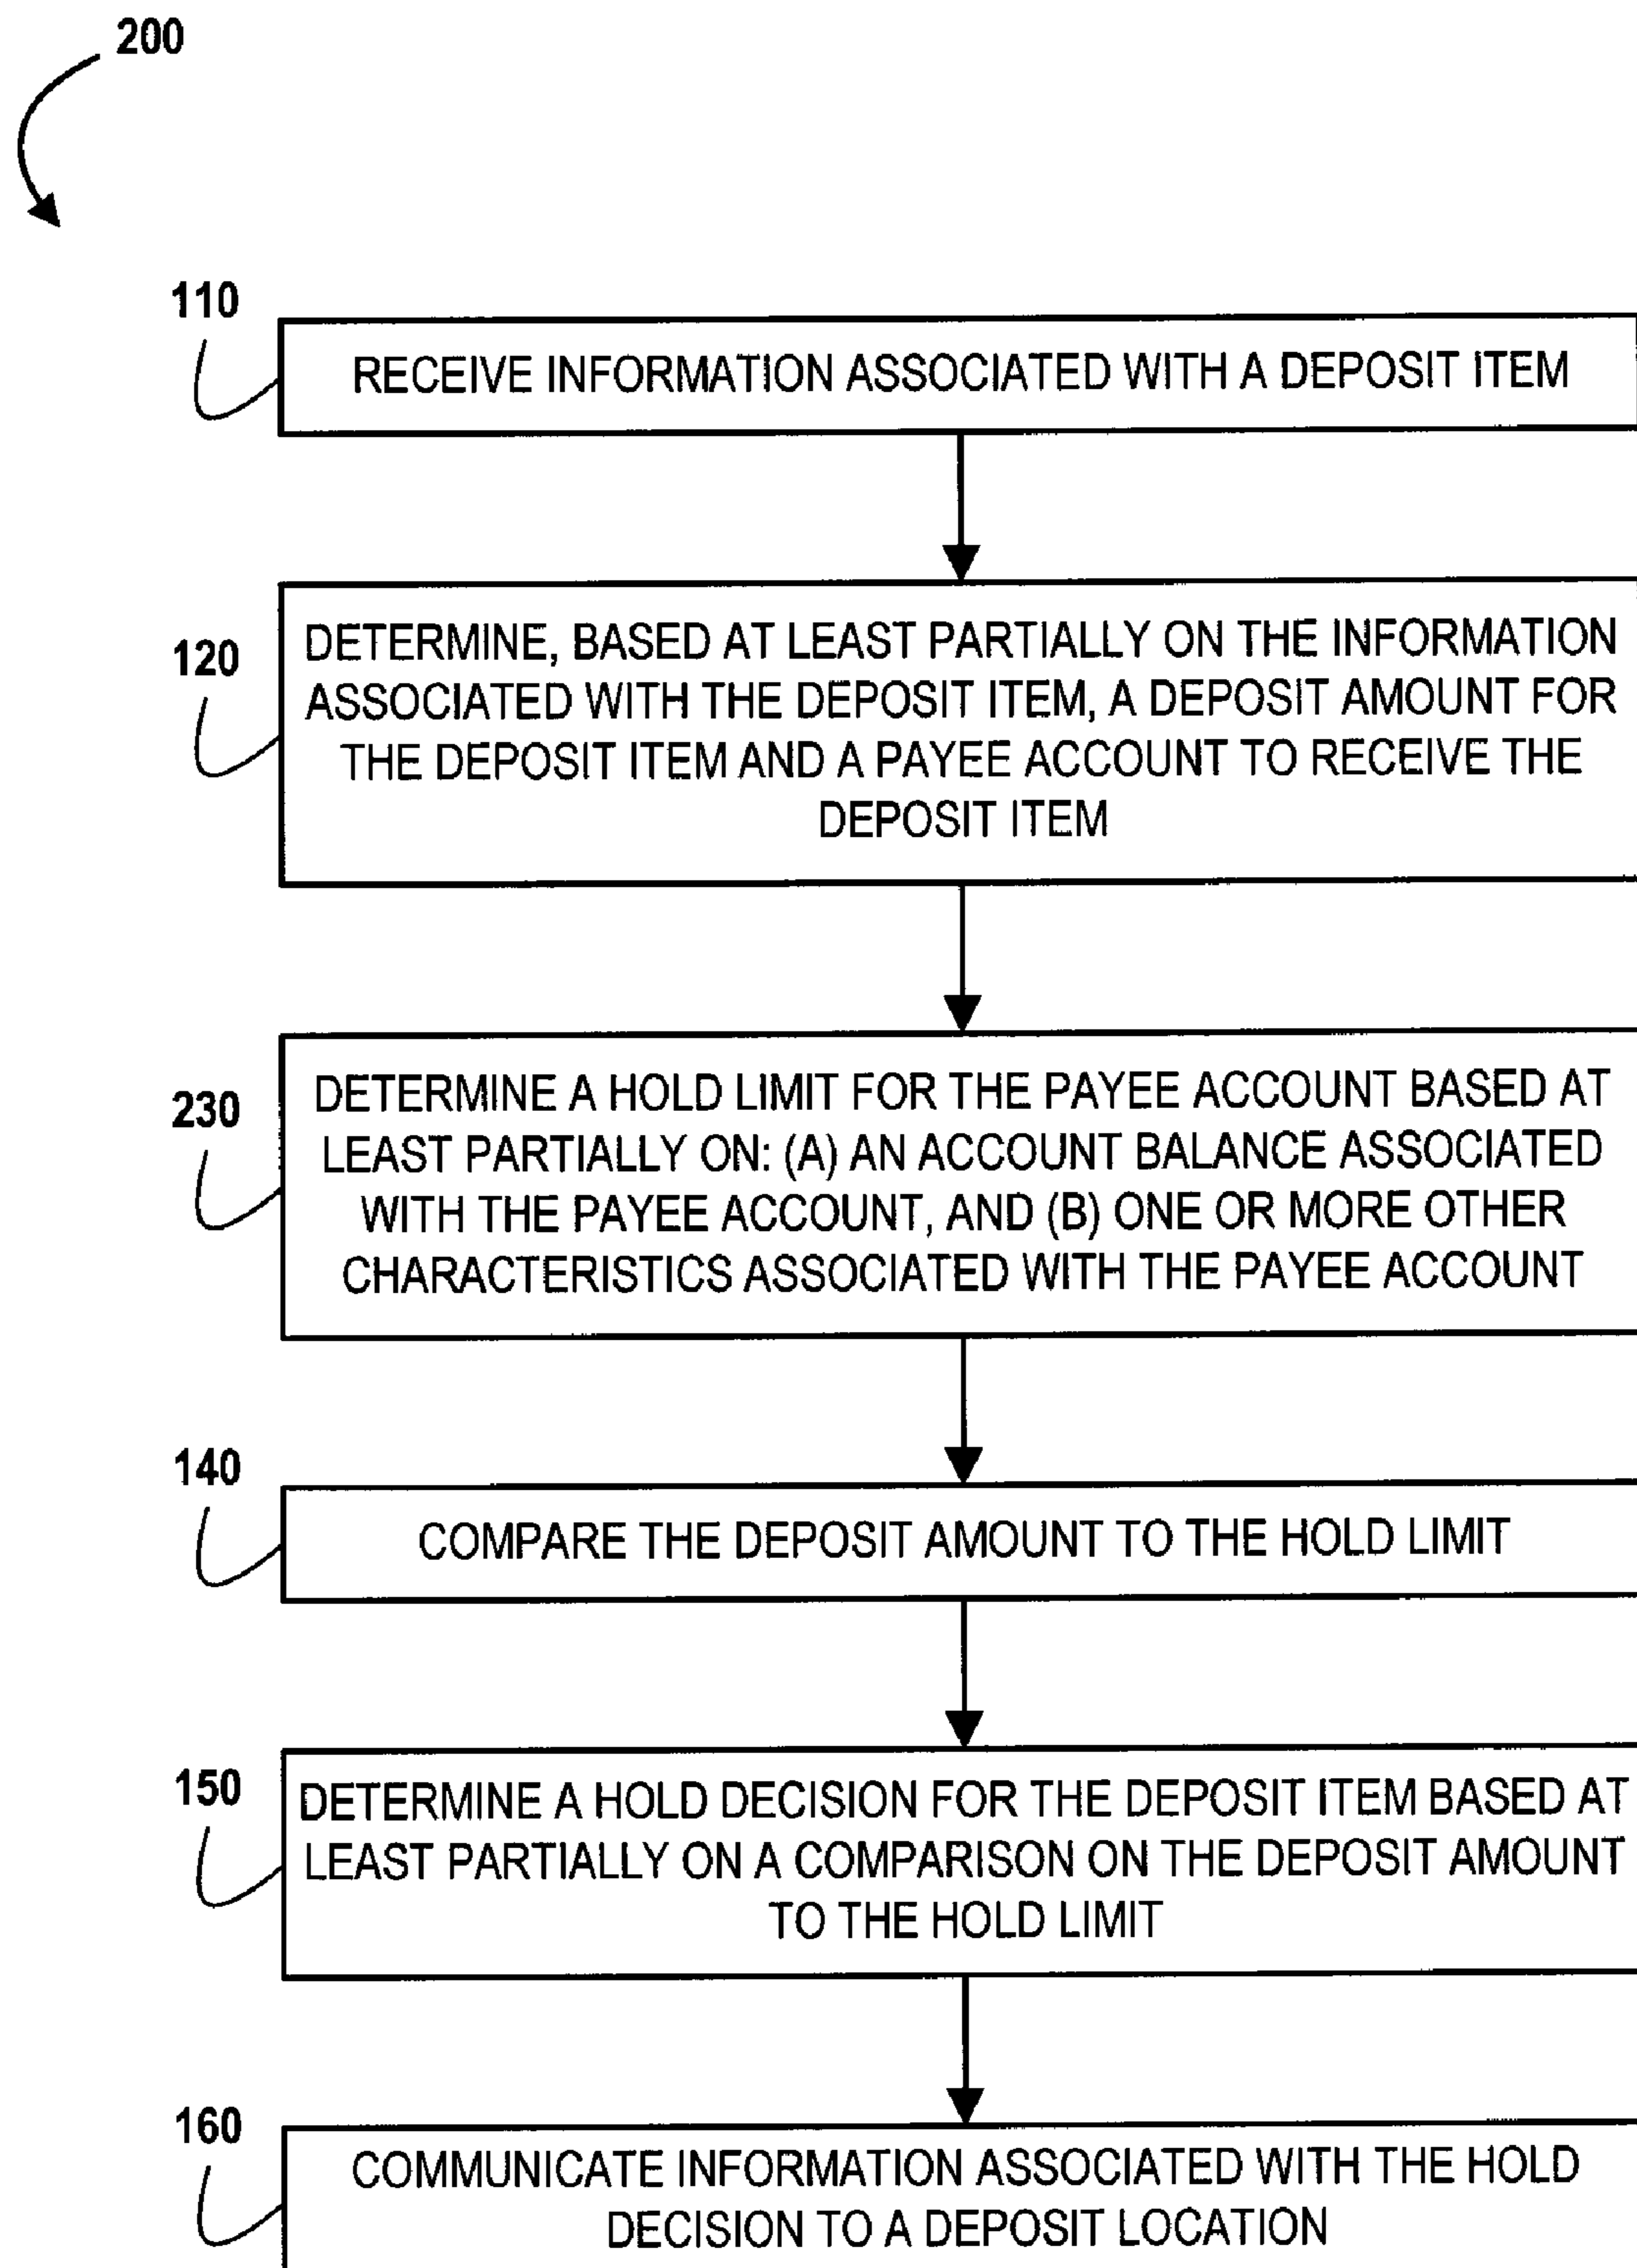 200
110
RECEIVE INFORMATION ASSOCIATED WITH A DEPOSIT ITEM
120
DETERMINE, BASED AT LEAST PARTIALLY ON THE INFORMATION
ASSOCIATED WITH THE DEPOSIT ITEM, A DEPOSIT AMOUNT FOR
THE DEPOSIT ITEM AND A PAYEE ACCOUNT TO RECEIVE THE
DEPOSIT ITEM
230
DETERMINE A HOLD LIMIT FOR THE PAYEE ACCOUNT BASED AT
LEAST PARTIALLY ON: (A) AN ACCOUNT BALANCE ASSOCIATED
WITH THE PAYEE ACCOUNT, AND (B) ONE OR MORE OTHER
CHARACTERISTICS ASSOCIATED WITH THE PAYEE ACCOUNT
140
COMPARE THE DEPOSIT AMOUNT TO THE HOLD LIMIT
150
DETERMINE A HOLD DECISION FOR THE DEPOSIT ITEM BASED AT
LEAST PARTIALLY ON A COMPARISON ON THE DEPOSIT AMOUNT
TO THE HOLD LIMIT
160
COMMUNICATE INFORMATION ASSOCIATED WITH THE HOLD
DECISION TO A DEPOSIT LOCATION